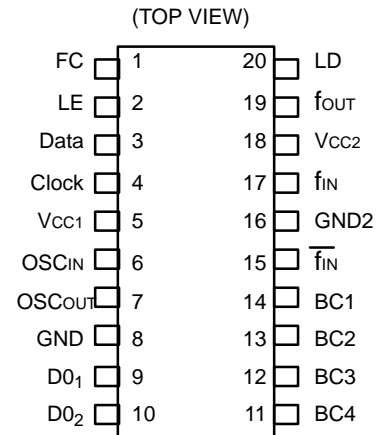 (TOP VIEW)
FC 1 20 LD
LE 2 19 fOUT
Data 3 18 VCC2
Clock 4 17 fIN
VCC1 5 16 GND2
OSCIN 6 15 f̅I̅N̅
OSCOUT 7 14 BC1
GND 8 13 BC2
D0₁ 9 12 BC3
D0₂ 10 11 BC4